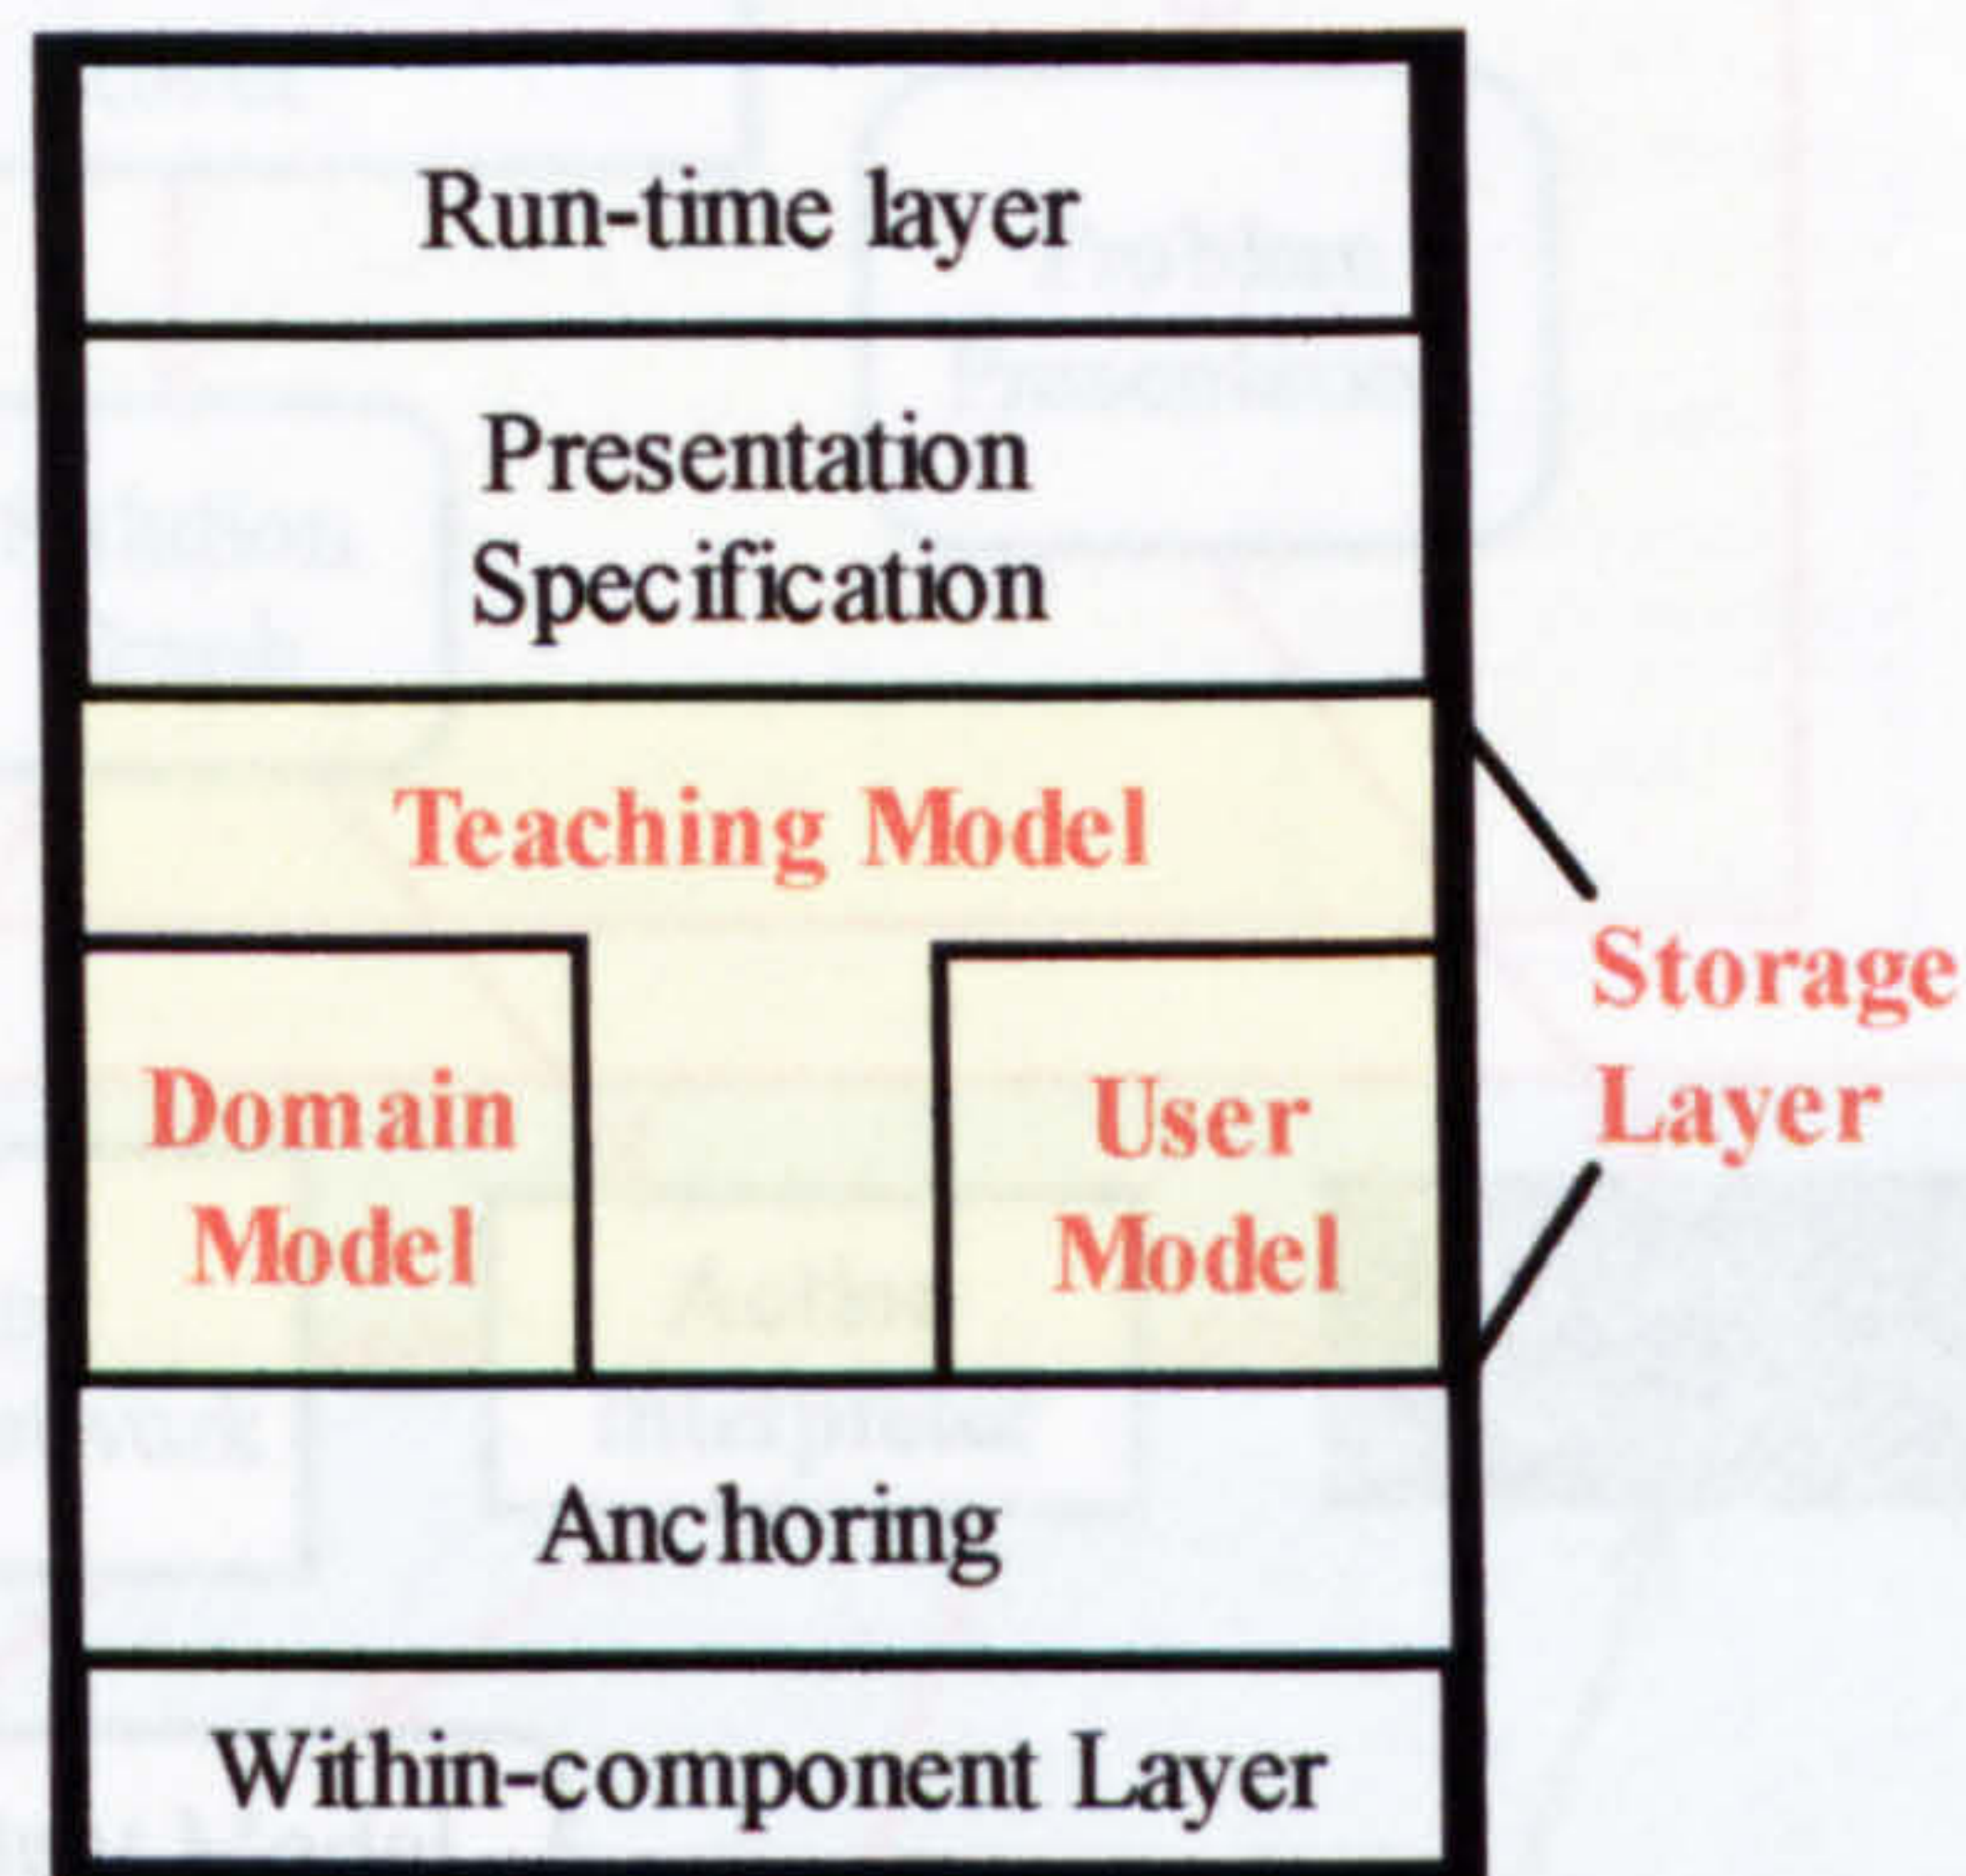 Run-time layer
Presentation
Specification
Teaching Model
Domain
Model
User
Model
Storage
Layer
Anchoring
Within-component Layer